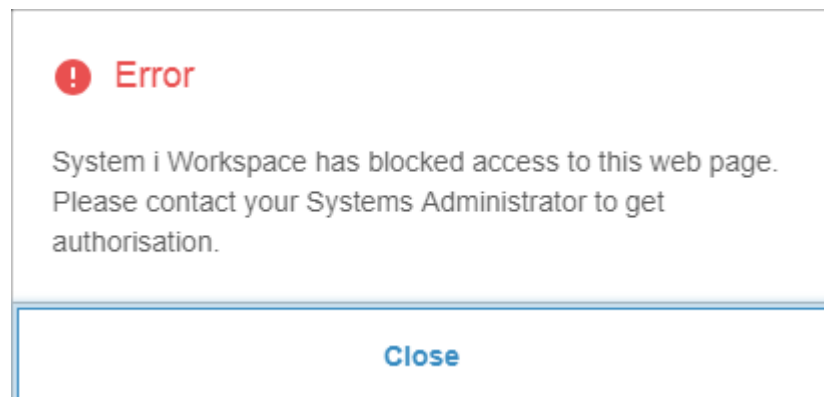 Error
System i Workspace has blocked access to this web page.
Please contact your Systems Administrator to get
authorisation.
Close